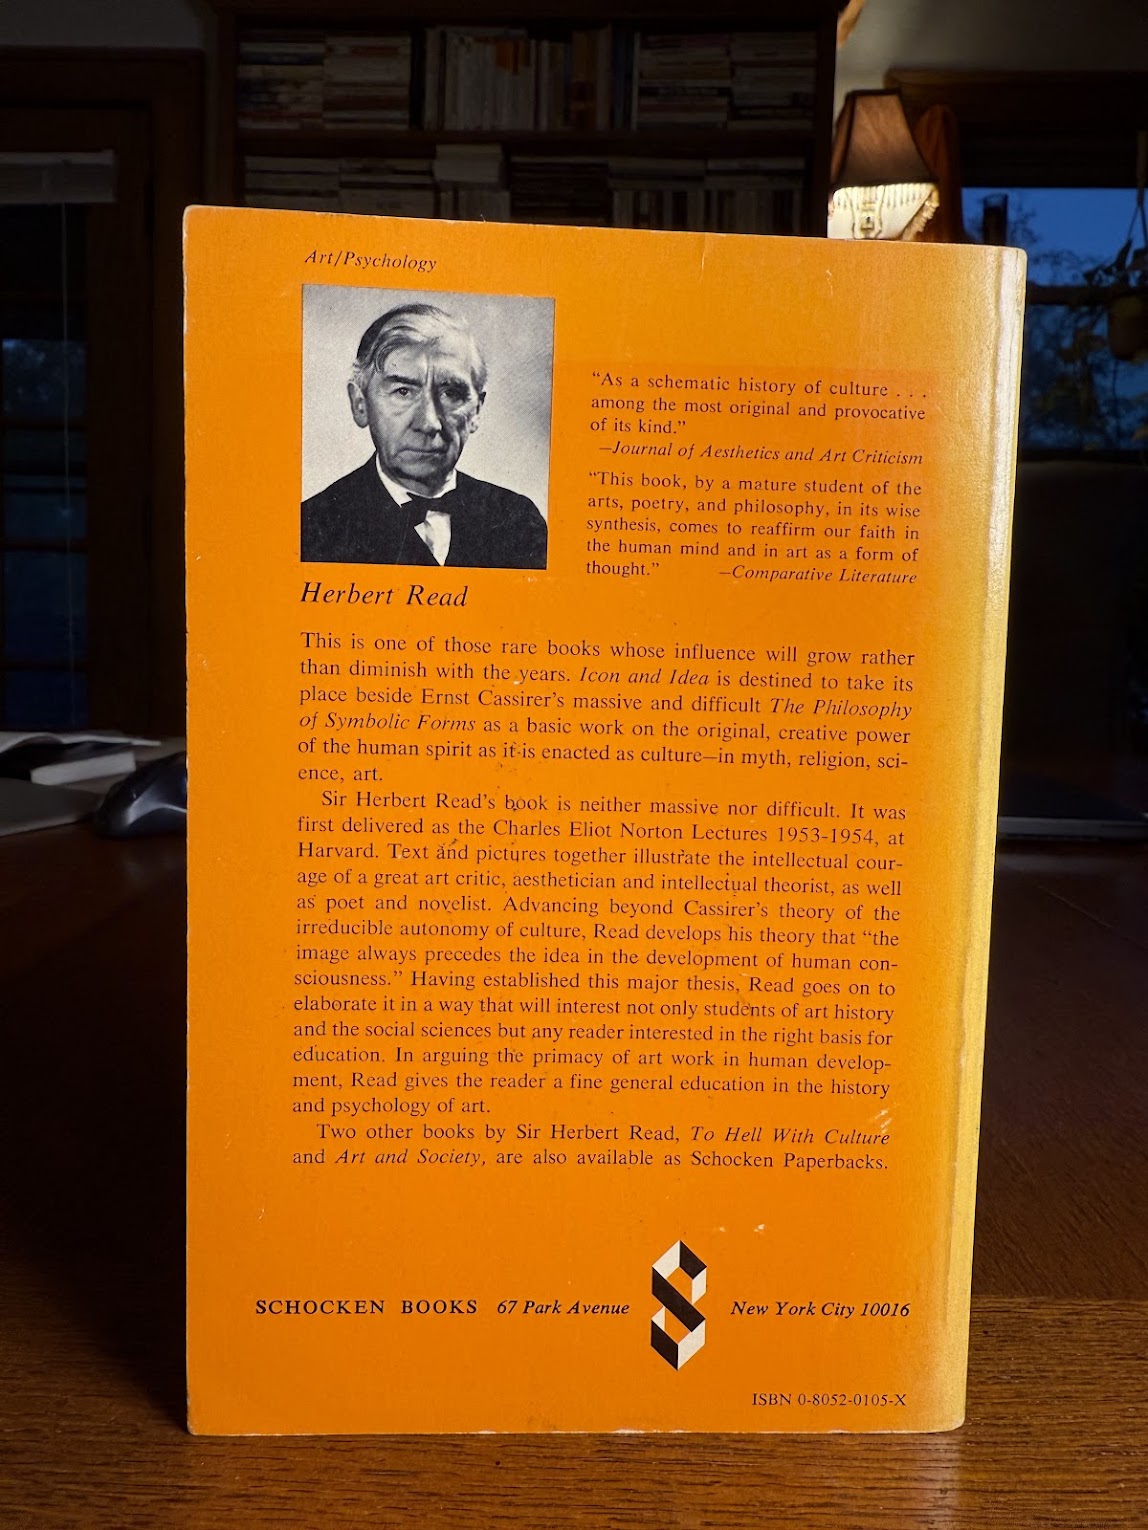 Art/Psychology
"As a schematic history of culture . . .
among the most original and provocative
of its kind."
—Journal of Aesthetics and Art Criticism
"This book, by a mature student of the
arts, poetry, and philosophy, in its wise
synthesis, comes to reaffirm our faith in
the human mind and in art as a form of
thought." —Comparative Literature
Herbert Read
This is one of those rare books whose influence will grow rather
than diminish with the years. Icon and Idea is destined to take its
place beside Ernst Cassirer's massive and difficult The Philosophy
of Symbolic Forms as a basic work on the original, creative power
of the human spirit as it is enacted as culture—in myth, religion, sci-
ence, art.
Sir Herbert Read's book is neither massive nor difficult. It was
first delivered as the Charles Eliot Norton Lectures 1953-1954, at
Harvard. Text and pictures together illustrate the intellectual cour-
age of a great art critic, aesthetician and intellectual theorist, as well
as poet and novelist. Advancing beyond Cassirer's theory of the
irreducible autonomy of culture, Read develops his theory that "the
image always precedes the idea in the development of human con-
sciousness." Having established this major thesis, Read goes on to
elaborate it in a way that will interest not only students of art history
and the social sciences but any reader interested in the right basis for
education. In arguing the primacy of art work in human develop-
ment, Read gives the reader a fine general education in the history
and psychology of art.
Two other books by Sir Herbert Read, To Hell With Culture
and Art and Society, are also available as Schocken Paperbacks.
SCHOCKEN BOOKS 67 Park Avenue New York City 10016
ISBN 0-8052-0105-X